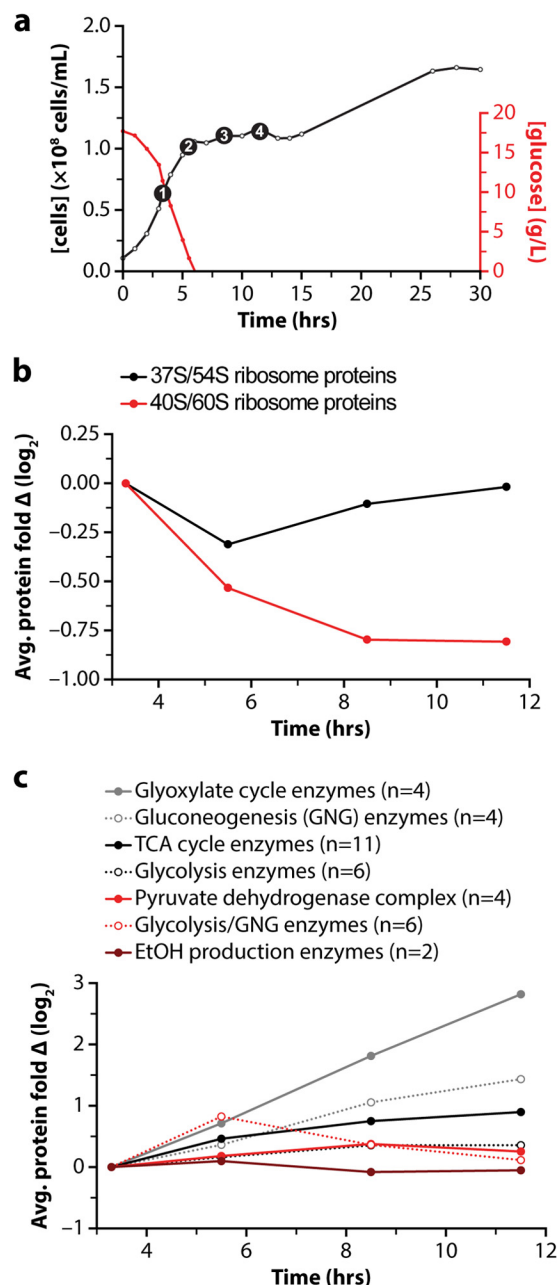 a
2.0
1.5
1.0
0.5
0.0
[cells] (×10⁸ cells/mL)
1
2
3
4
20
15
10
5
0
[glucose] (g/L)
0 5 10 15 20 25 30
Time (hrs)
b
37S/54S ribosome proteins
40S/60S ribosome proteins
0.25
0.00
−0.25
−0.50
−0.75
−1.00
Avg. protein fold Δ (log₂)
4 6 8 10 12
Time (hrs)
c
Glyoxylate cycle enzymes (n=4)
Gluconeogenesis (GNG) enzymes (n=4)
TCA cycle enzymes (n=11)
Glycolysis enzymes (n=6)
Pyruvate dehydrogenase complex (n=4)
Glycolysis/GNG enzymes (n=6)
EtOH production enzymes (n=2)
3
2
1
0
−1
Avg. protein fold Δ (log₂)
4 6 8 10 12
Time (hrs)